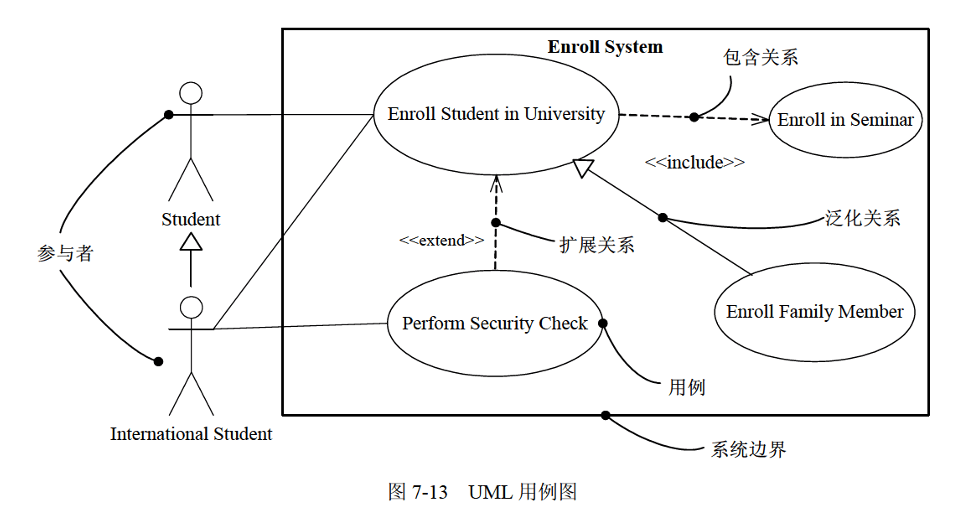 Enroll System
包含关系
Enroll Student in University
Enroll in Seminar
<<include>>
Student
泛化关系
参与者
<<extend>>
扩展关系
Perform Security Check
Enroll Family Member
用例
International Student
系统边界
图 7-13 UML 用例图